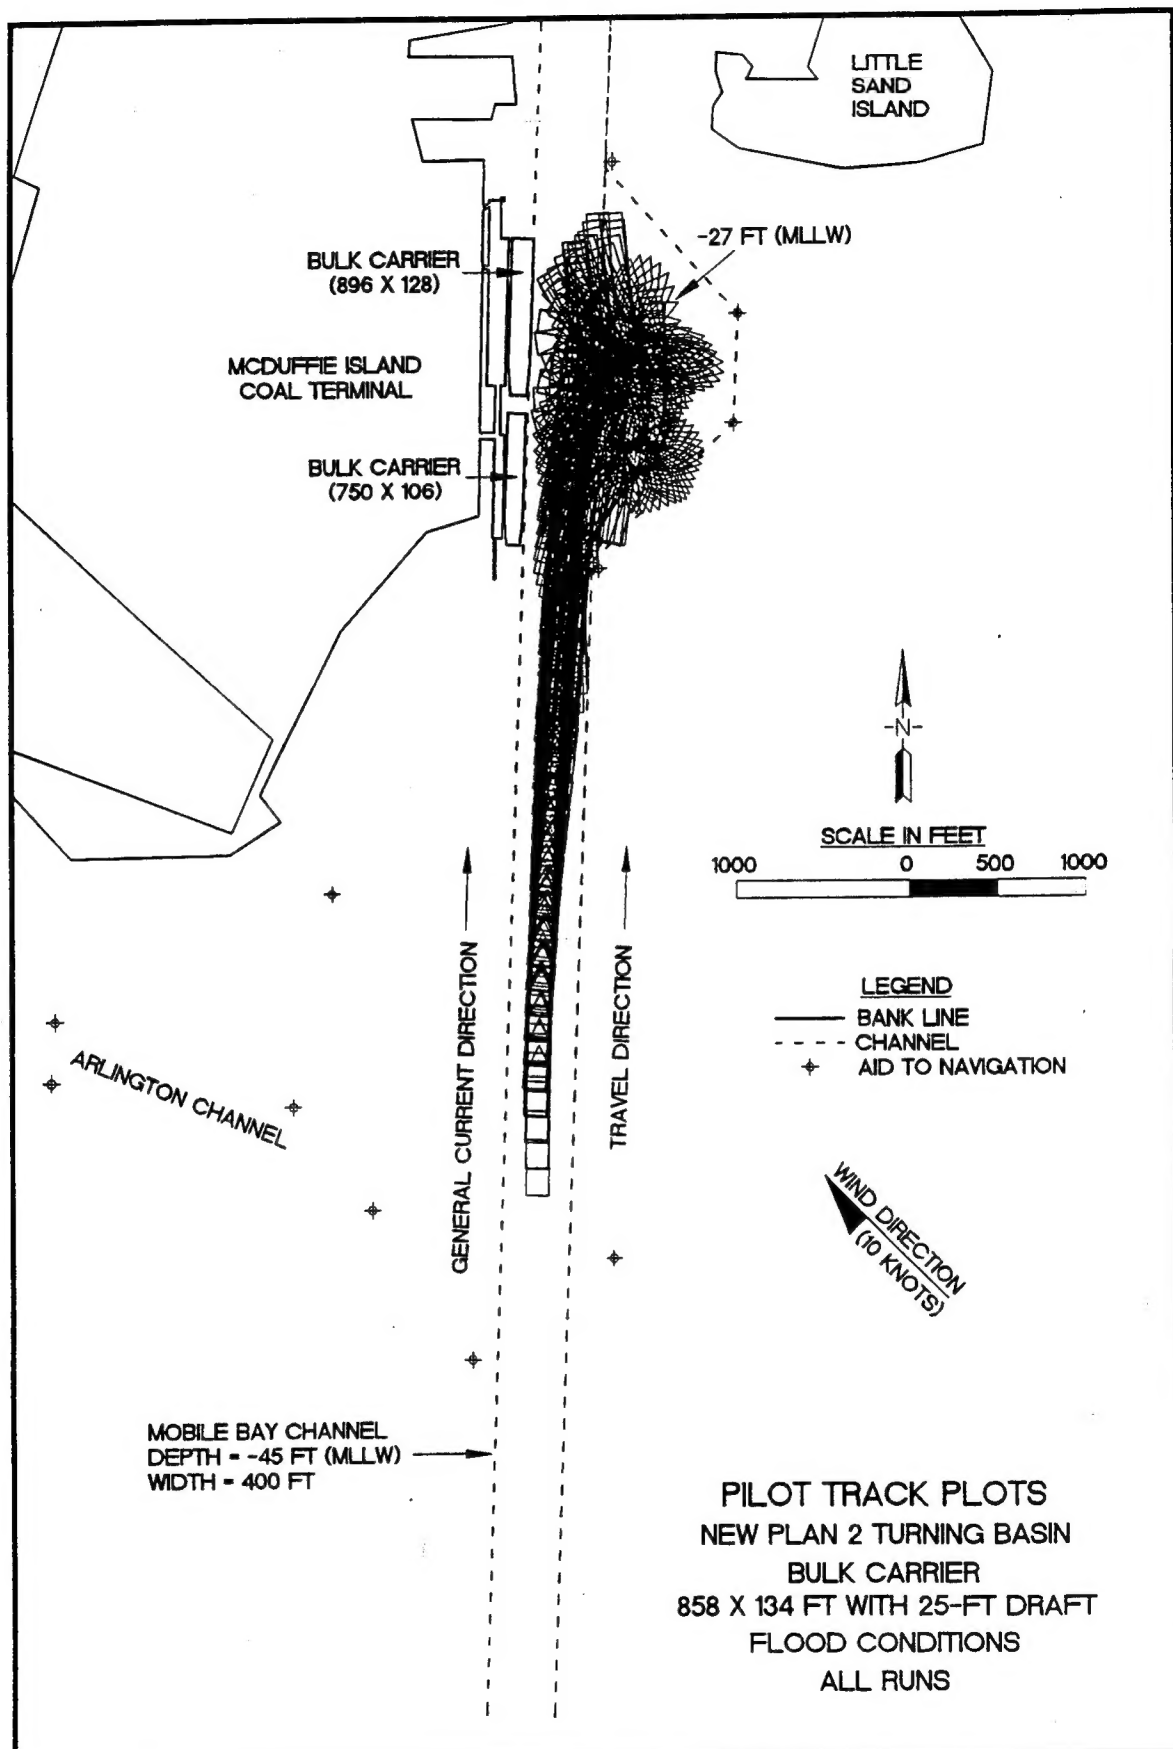 LITTLE
SAND
ISLAND
-27 FT (MLLW)
BULK CARRIER
(896 X 128)
MCDUFFIE ISLAND
COAL TERMINAL
BULK CARRIER
(750 X 106)
-N-
SCALE IN FEET
1000 0 500 1000
GENERAL CURRENT DIRECTION
TRAVEL DIRECTION
LEGEND
BANK LINE
CHANNEL
AID TO NAVIGATION
ARLINGTON CHANNEL
WIND DIRECTION
(10 KNOTS)
MOBILE BAY CHANNEL
DEPTH = -45 FT (MLLW)
WIDTH = 400 FT
PILOT TRACK PLOTS
NEW PLAN 2 TURNING BASIN
BULK CARRIER
858 X 134 FT WITH 25-FT DRAFT
FLOOD CONDITIONS
ALL RUNS